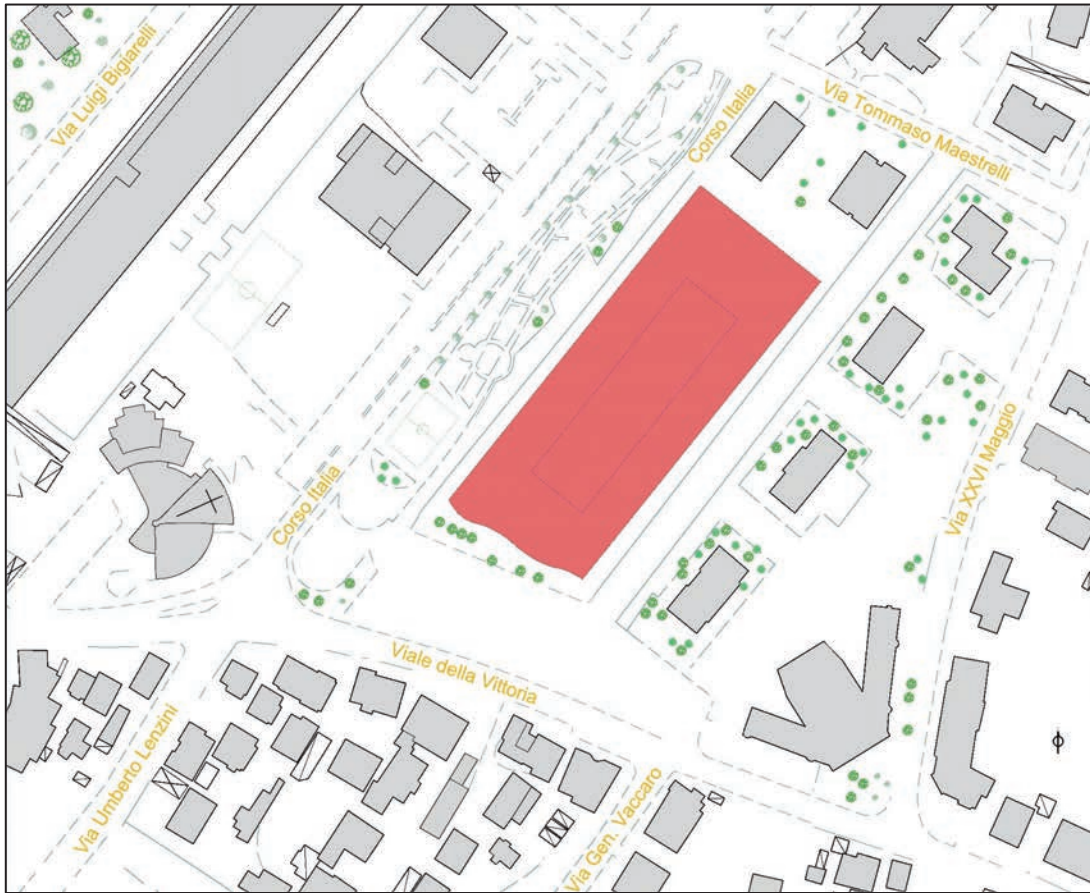 Via Luigi Bigiarelli
Corso Italia
Via Tommaso Maestrelli
Via XXVI Maggio
Corso Italia
Viale della Vittoria
Via Umberto Lenzini
Via Gen. Vaccaro